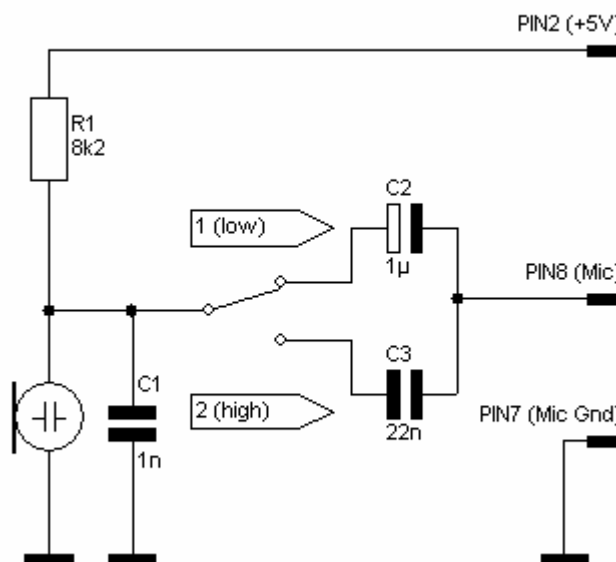 PIN2 (+5V)
R1
8k2
C2
1 (low)
1µ
PIN8 (Mic)
C3
C1
2 (high)
PIN7 (Mic Gnd)
22n
1n